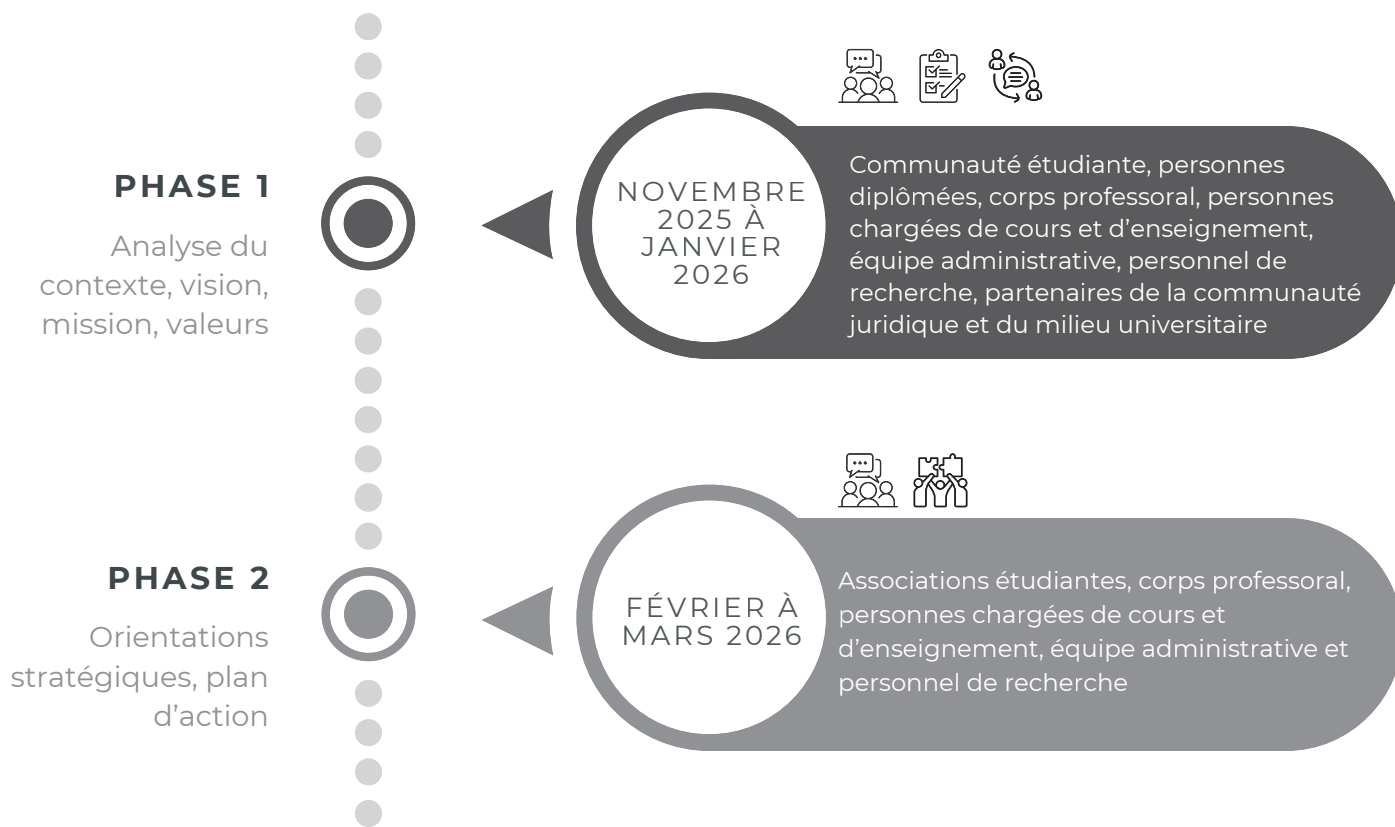 PHASE 1
Analyse du
contexte, vision,
mission, valeurs
NOVEMBRE
2025 À
JANVIER
2026
Communauté étudiante, personnes
diplômées, corps professoral, personnes
chargées de cours et d’enseignement,
équipe administrative, personnel de
recherche, partenaires de la communauté
juridique et du milieu universitaire
PHASE 2
Orientations
stratégiques, plan
d’action
FÉVRIER À
MARS 2026
Associations étudiantes, corps professoral,
personnes chargées de cours et
d’enseignement, équipe administrative et
personnel de recherche